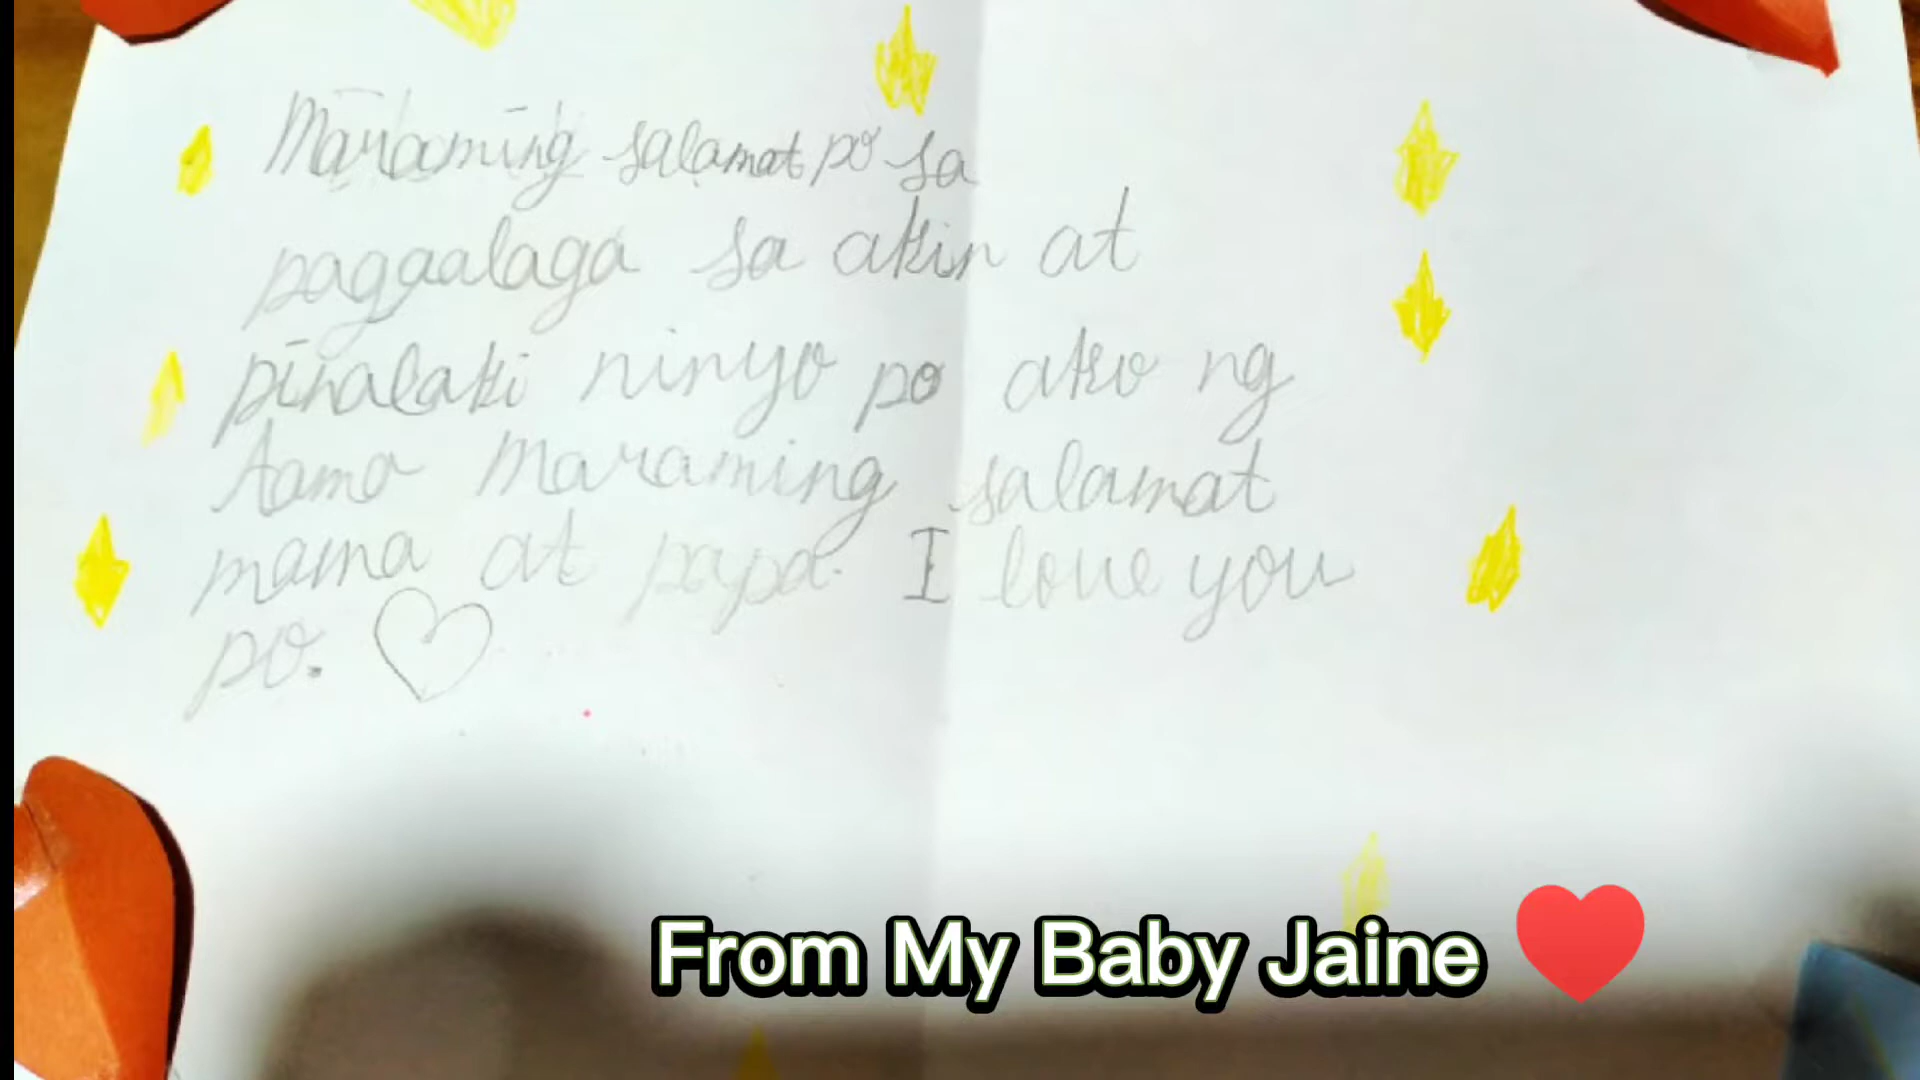 Maraming salamat po sa
pagaalaga sa akin at
pinalaki ninyo po ako ng
tama maraming salamat
mama at papa. I love you
po. ♡
From My Baby Jaine ❤️